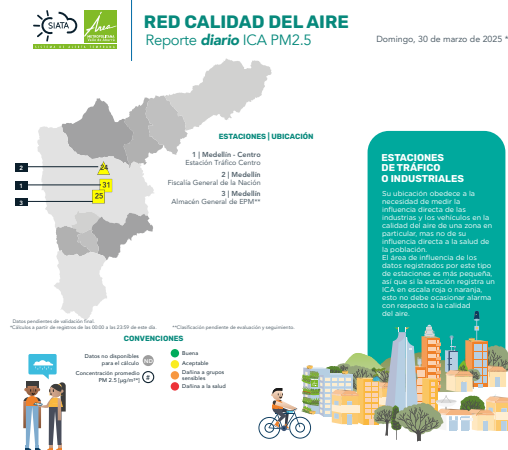 SIATA
Área
METROPOLITANA
Valle de Aburrá
SISTEMA DE ALERTA TEMPRANA
RED CALIDAD DEL AIRE
Reporte diario ICA PM2.5
Domingo, 30 de marzo de 2025 *
ESTACIONES | UBICACIÓN
1 | Medellín - Centro
Estación Tráfico Centro
2 | Medellín
Fiscalía General de la Nación
3 | Medellín
Almacén General de EPM**
2
24
1
31
3
25
ESTACIONES
DE TRÁFICO
O INDUSTRIALES
Su ubicación obedece a la
necesidad de medir la
influencia directa de las
industrias y los vehículos en la
calidad del aire de una zona en
particular, mas no de su
influencia directa a la salud de
la población.
El área de influencia de los
datos registrados por este tipo
de estaciones es más pequeña,
así que si la estación registra un
ICA en escala roja o naranja,
esto no debe ocasionar alarma
con respecto a la calidad
del aire.
Datos pendientes de validación final.
*Cálculos a partir de registros de las 00:00 a las 23:59 de este día.
**Clasificación pendiente de evaluación y seguimiento.
CONVENCIONES
Datos no disponibles
para el cálculo
ND
Concentración promedio
PM 2.5 (µg/m³)
#
Buena
Aceptable
Dañina a grupos
sensibles
Dañina a la salud